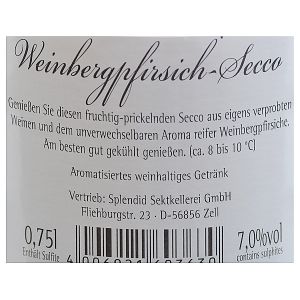 Weinbergpfirsich-Secco
Genießen Sie diesen fruchtig-prickelnden Secco aus eigens verprobten
Weinen und dem unverwechselbaren Aroma reifer Weinbergpfirsiche.
Am besten gut gekühlt genießen. (ca. 8 bis 10 °C)
Aromatisiertes weinhaltiges Getränk
Vertrieb: Splendid Sektkellerei GmbH
Fliehburgstr. 23 · D-56856 Zell
0,75l
Enthält Sulfite
7,0%vol
contains sulphites